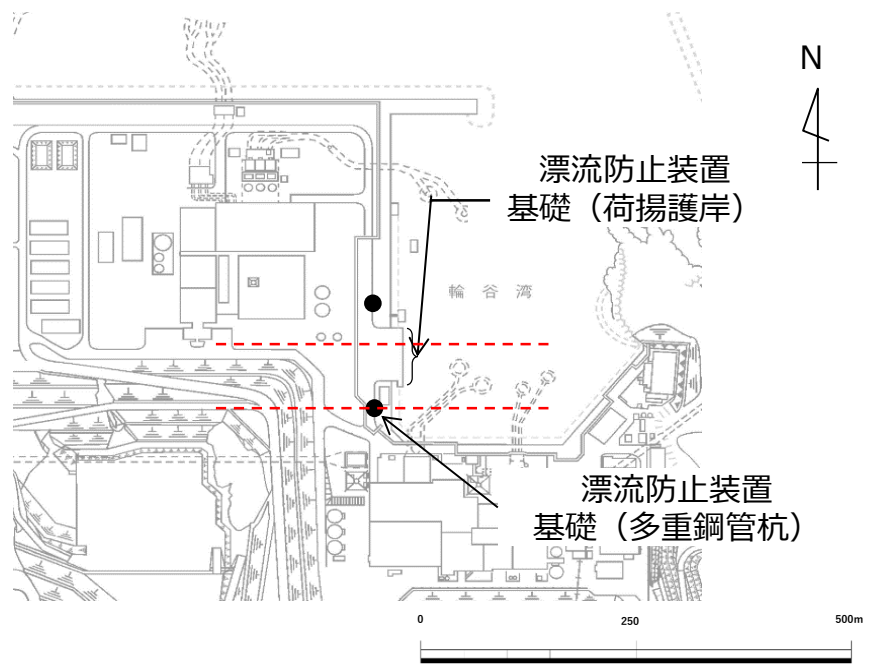 N
漂流防止装置
基礎（荷揚護岸）
輪谷湾
漂流防止装置
基礎（多重鋼管杭）
0 250 500m